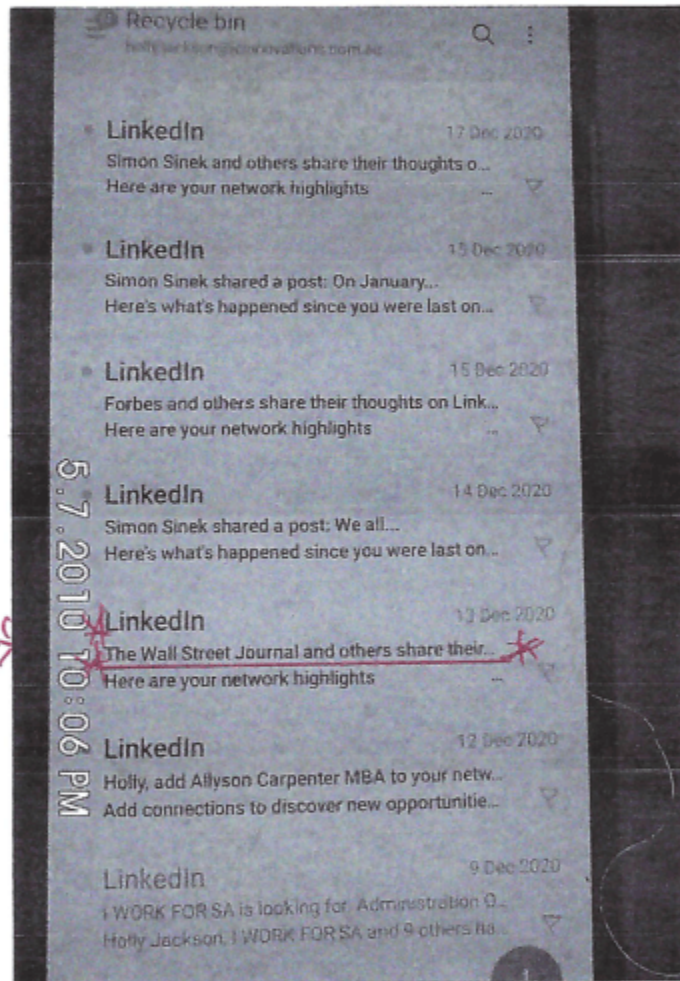 Recycle bin
LinkedIn
17 Dec 2020
Simon Sinek and others share their thoughts o...
Here are your network highlights ...
LinkedIn
15 Dec 2020
Simon Sinek shared a post: On January...
Here's what's happened since you were last on...
LinkedIn
15 Dec 2020
Forbes and others share their thoughts on Link...
Here are your network highlights ...
LinkedIn
14 Dec 2020
Simon Sinek shared a post: We all...
Here's what's happened since you were last on...
LinkedIn
13 Dec 2020
The Wall Street Journal and others share their...
Here are your network highlights ...
LinkedIn
12 Dec 2020
Holly, add Allyson Carpenter MBA to your netw...
Add connections to discover new opportunitie...
LinkedIn
9 Dec 2020
I WORK FOR SA is looking for: Administration O...
Holly Jackson, I WORK FOR SA and 9 others ha...
5.7.2010 10:06 PM